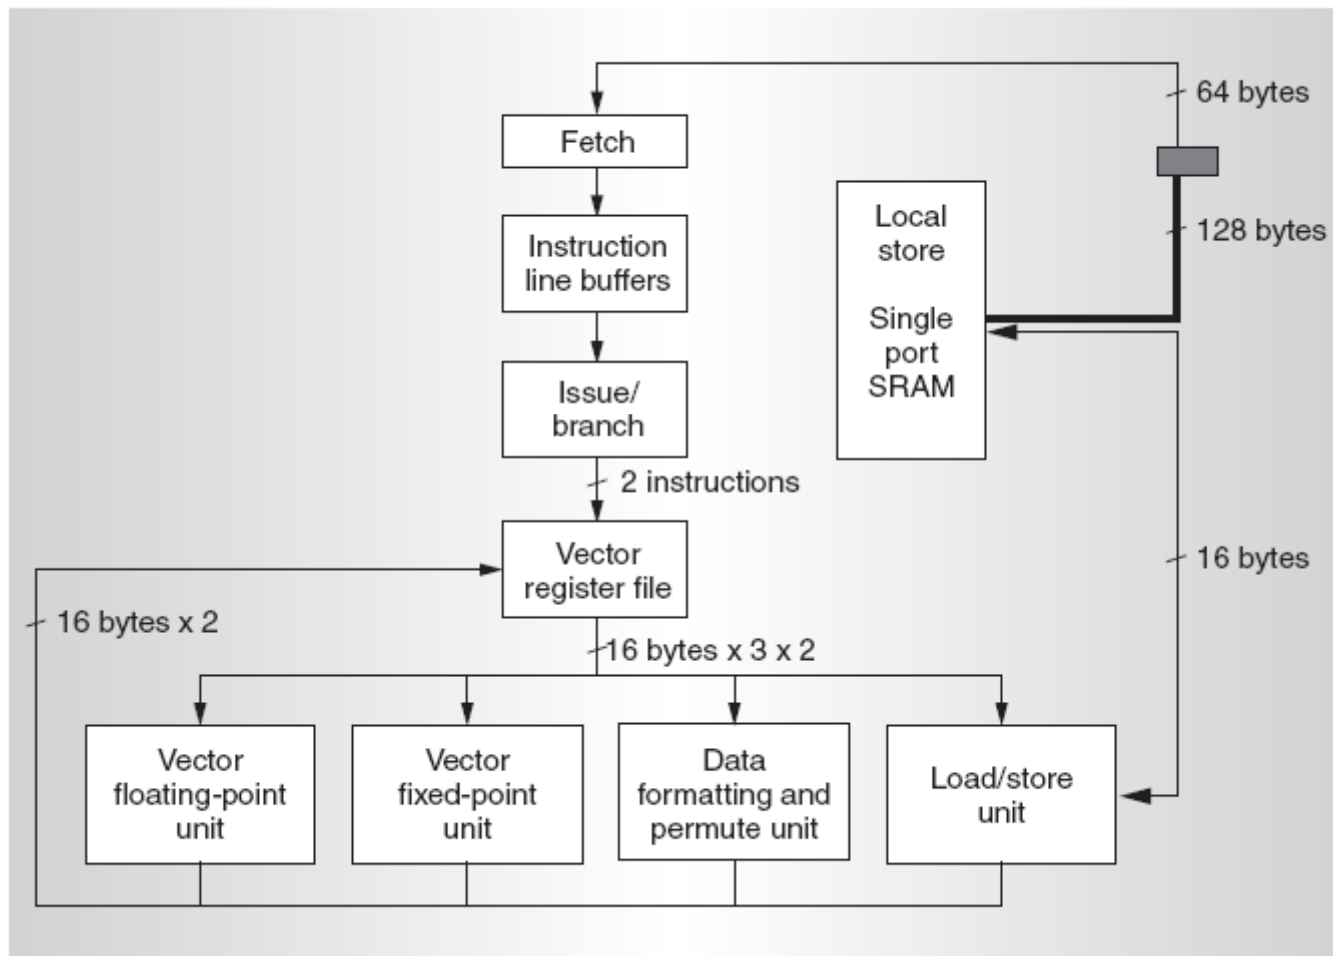 64 bytes
Fetch
128 bytes
Local
store
Single
port
SRAM
Instruction
line buffers
Issue/
branch
2 instructions
Vector
register file
16 bytes
16 bytes x 2
16 bytes x 3 x 2
Vector
floating-point
unit
Vector
fixed-point
unit
Data
formatting and
permute unit
Load/store
unit